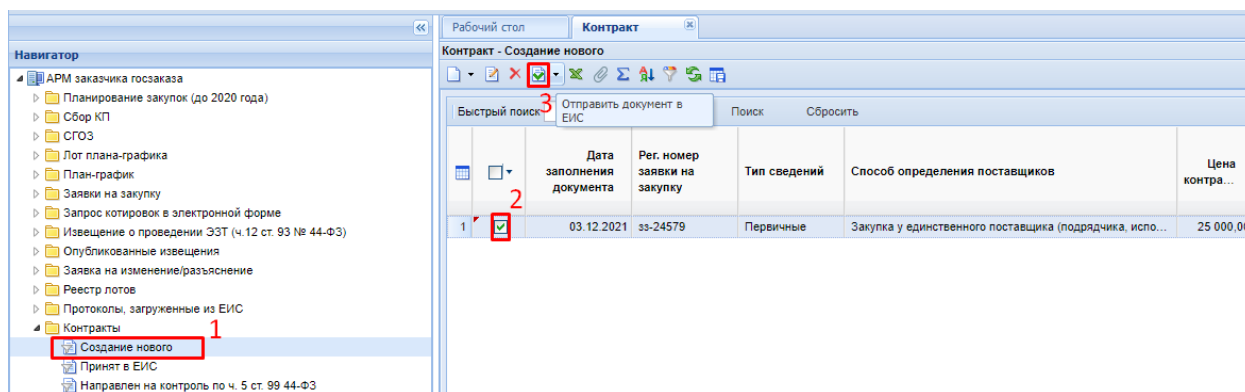 Рабочий стол
Контракт
Навигатор
Контракт - Создание нового
АРМ заказчика госзаказа
Планирование закупок (до 2020 года)
Сбор КП
СГОЗ
Лот плана-графика
План-график
Заявки на закупку
Запрос котировок в электронной форме
Извещение о проведении ЭЗТ (ч.12 ст. 93 № 44-ФЗ)
Опубликованные извещения
Заявка на изменение/разъяснение
Реестр лотов
Протоколы, загруженные из ЕИС
Контракты
1
Создание нового
Принят в ЕИС
Направлен на контроль по ч. 5 ст. 99 44-ФЗ
Быстрый поиск
3
Отправить документ в
ЕИС
Поиск
Сбросить
Дата
заполнения
документа
Рег. номер
заявки на
закупку
Тип сведений
Способ определения поставщиков
Цена
контра...
2
1
03.12.2021
зз-24579
Первичные
Закупка у единственного поставщика (подрядчика, испо...
25 000,00